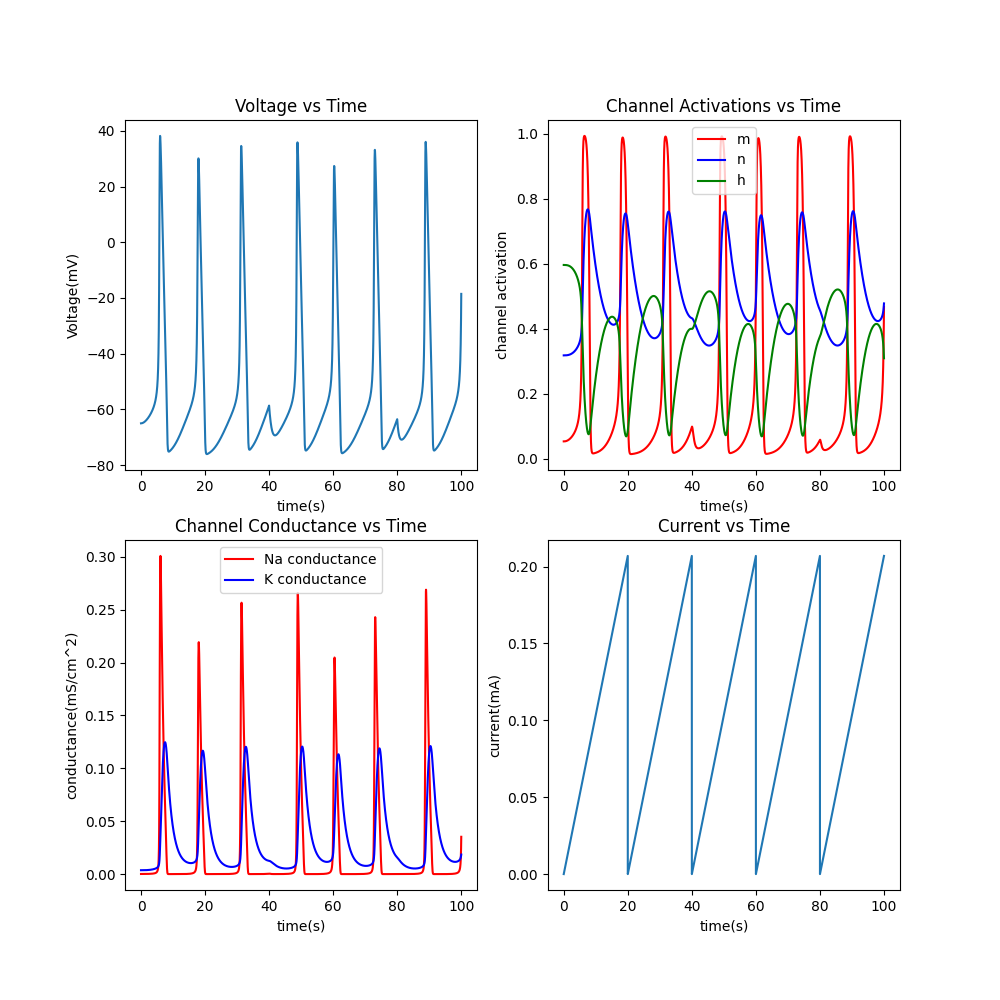 Voltage vs Time
Voltage(mV)
40
20
0
−20
−40
−60
−80
0 20 40 60 80 100
time(s)
Channel Activations vs Time
channel activation
1.0
0.8
0.6
0.4
0.2
0.0
m
n
h
0 20 40 60 80 100
time(s)
Channel Conductance vs Time
conductance(mS/cm^2)
0.30
0.25
0.20
0.15
0.10
0.05
0.00
Na conductance
K conductance
0 20 40 60 80 100
time(s)
Current vs Time
current(mA)
0.20
0.15
0.10
0.05
0.00
0 20 40 60 80 100
time(s)